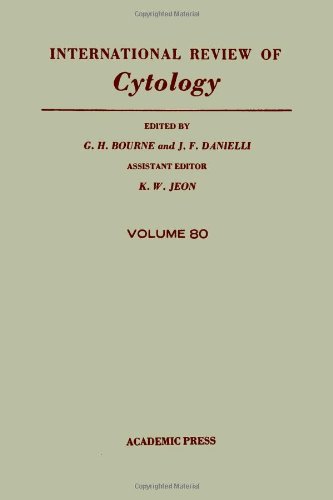 INTERNATIONAL REVIEW OF
Cytology
EDITED BY
G. H. BOURNE and J. F. DANIELLI
ASSISTANT EDITOR
K. W. JEON
VOLUME 80
ACADEMIC PRESS